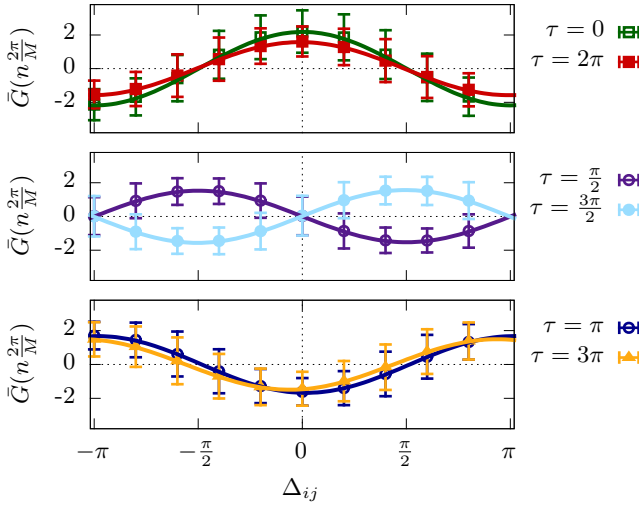 Ḡ(n 2π/M)
2
0
-2
τ = 0
τ = 2π
Ḡ(n 2π/M)
2
0
-2
τ = π/2
τ = 3π/2
Ḡ(n 2π/M)
2
0
-2
τ = π
τ = 3π
−π −π/2 0 π/2 π
Δij